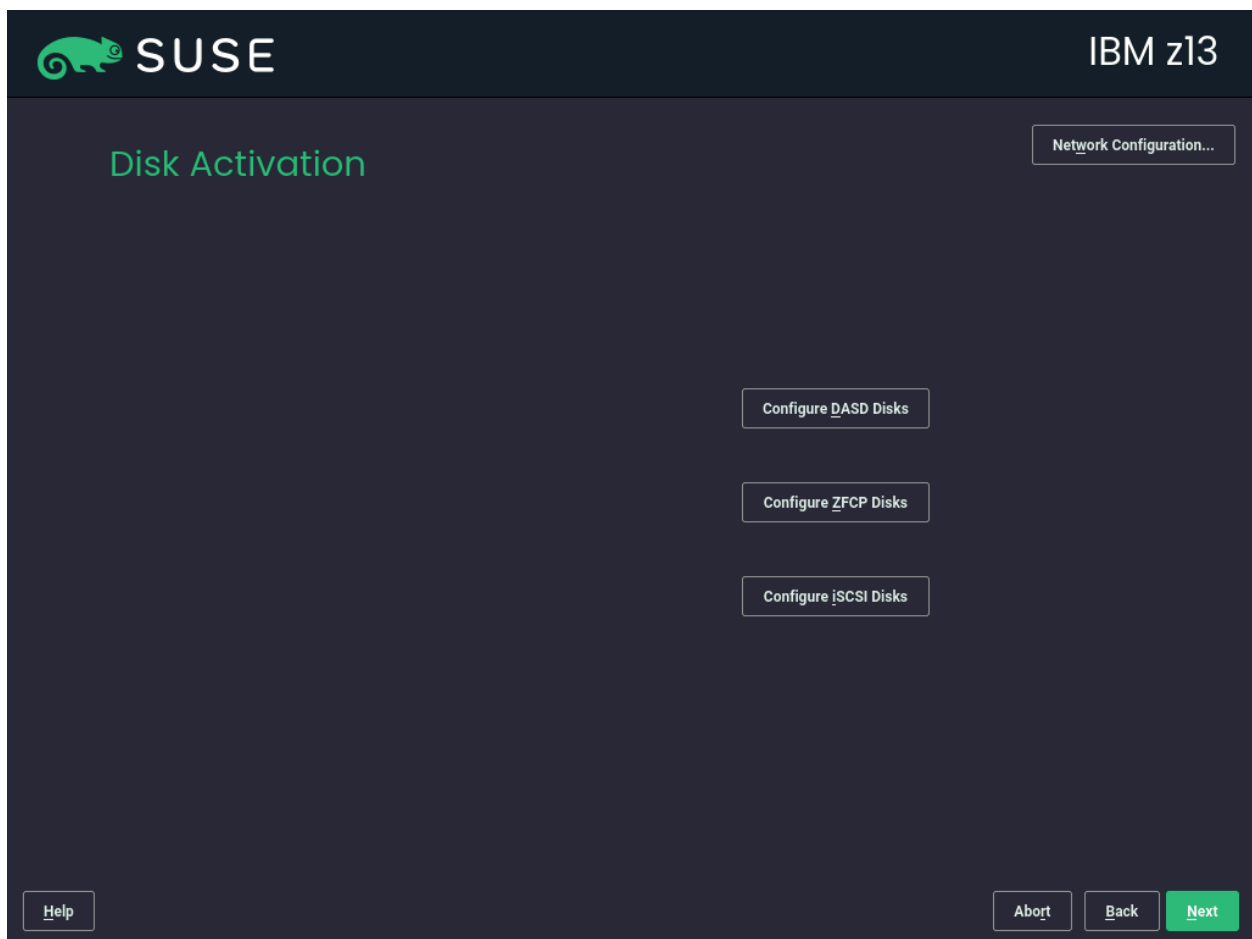 SUSE
IBM z13
Disk Activation
Network Configuration...
Configure DASD Disks
Configure ZFCP Disks
Configure iSCSI Disks
Help
Abort
Back
Next